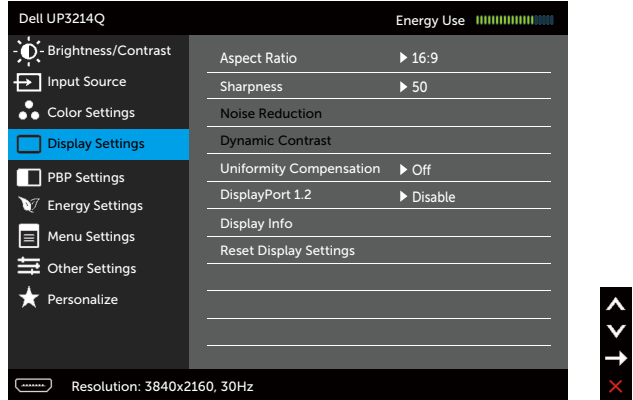 Dell UP3214Q
Energy Use
Brightness/Contrast
Input Source
Color Settings
Display Settings
PBP Settings
Energy Settings
Menu Settings
Other Settings
Personalize
Aspect Ratio 16:9
Sharpness 50
Noise Reduction
Dynamic Contrast
Uniformity Compensation Off
DisplayPort 1.2 Disable
Display Info
Reset Display Settings
Resolution: 3840x2160, 30Hz